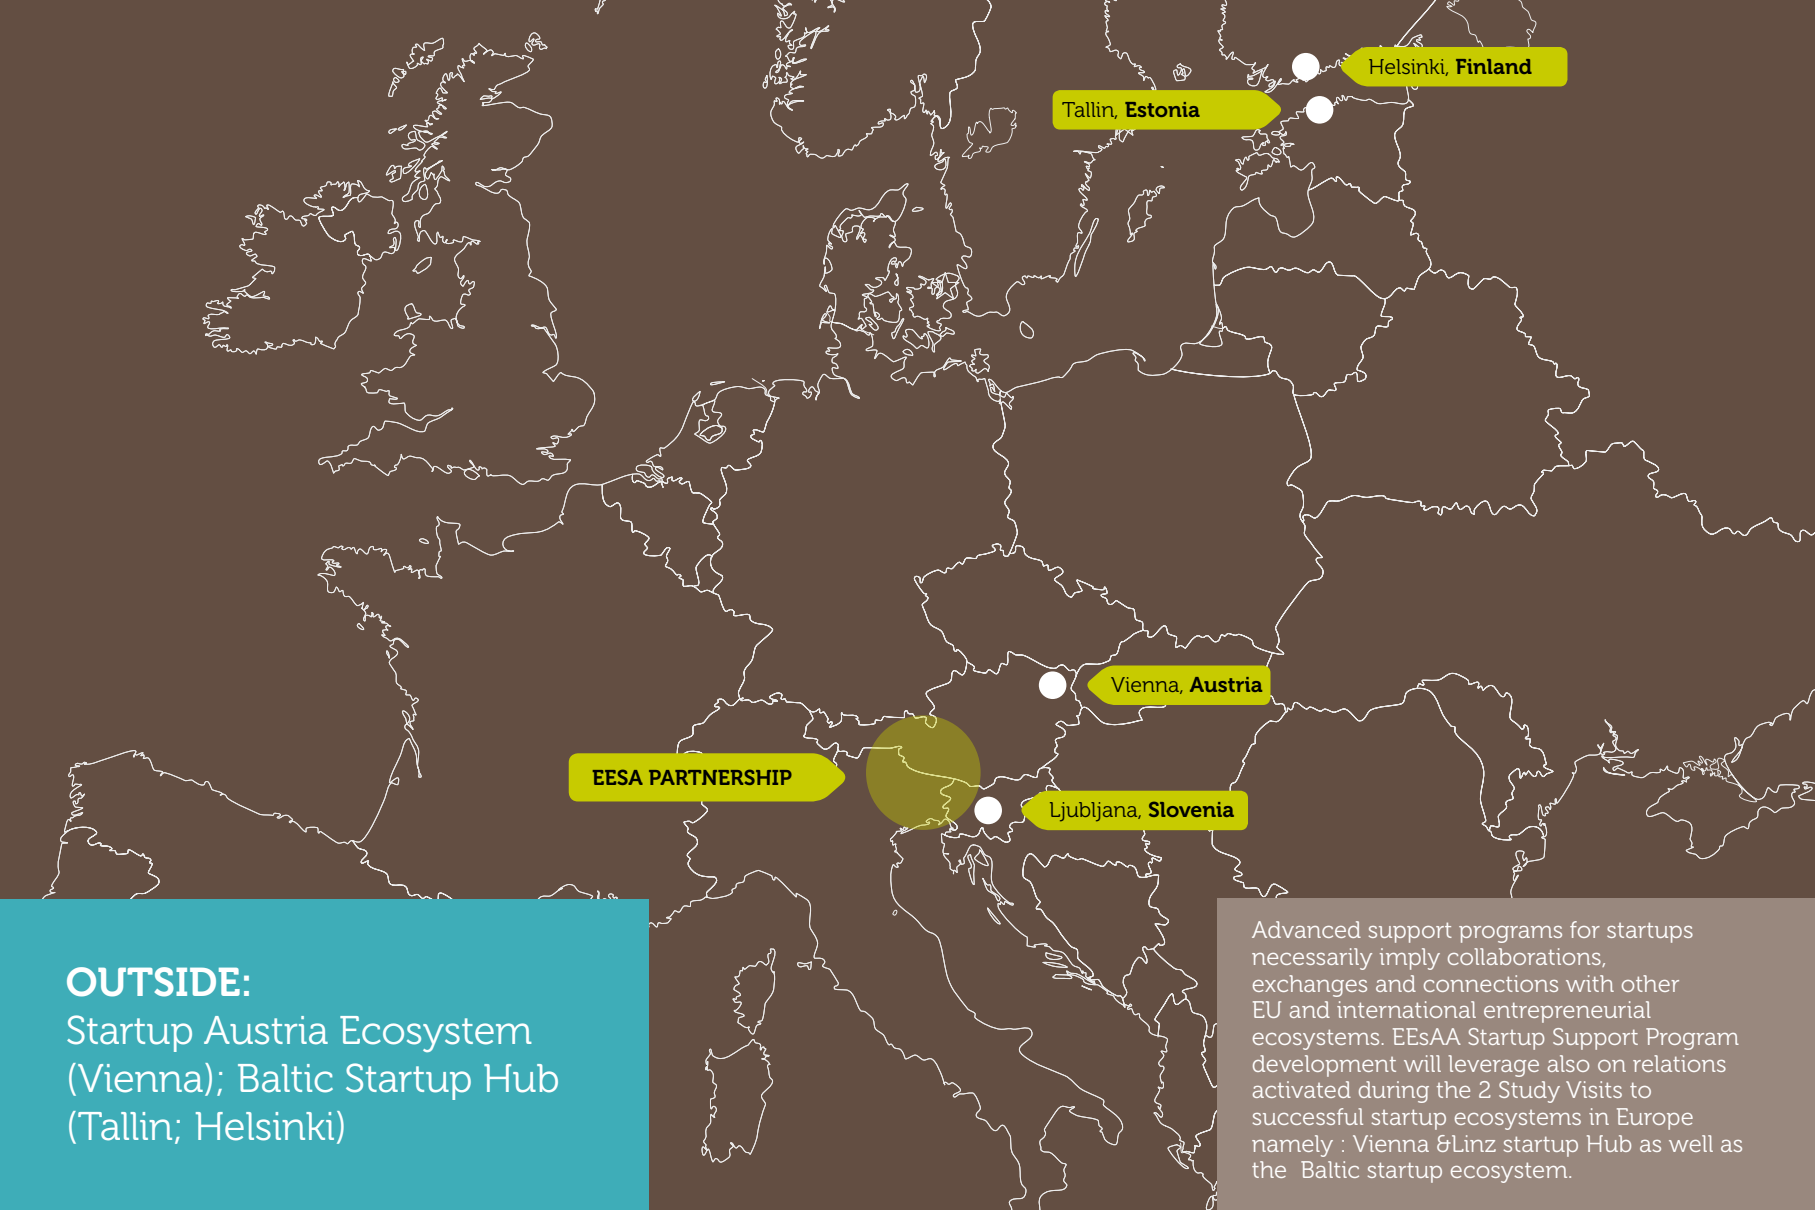 Helsinki, Finland
Tallin, Estonia
Vienna, Austria
EESA PARTNERSHIP
Ljubljana, Slovenia
OUTSIDE:
Startup Austria Ecosystem
(Vienna); Baltic Startup Hub
(Tallin; Helsinki)
Advanced support programs for startups
necessarily imply collaborations,
exchanges and connections with other
EU and international entrepreneurial
ecosystems. EEsAA Startup Support Program
development will leverage also on relations
activated during the 2 Study Visits to
successful startup ecosystems in Europe
namely : Vienna &Linz startup Hub as well as
the  Baltic startup ecosystem.